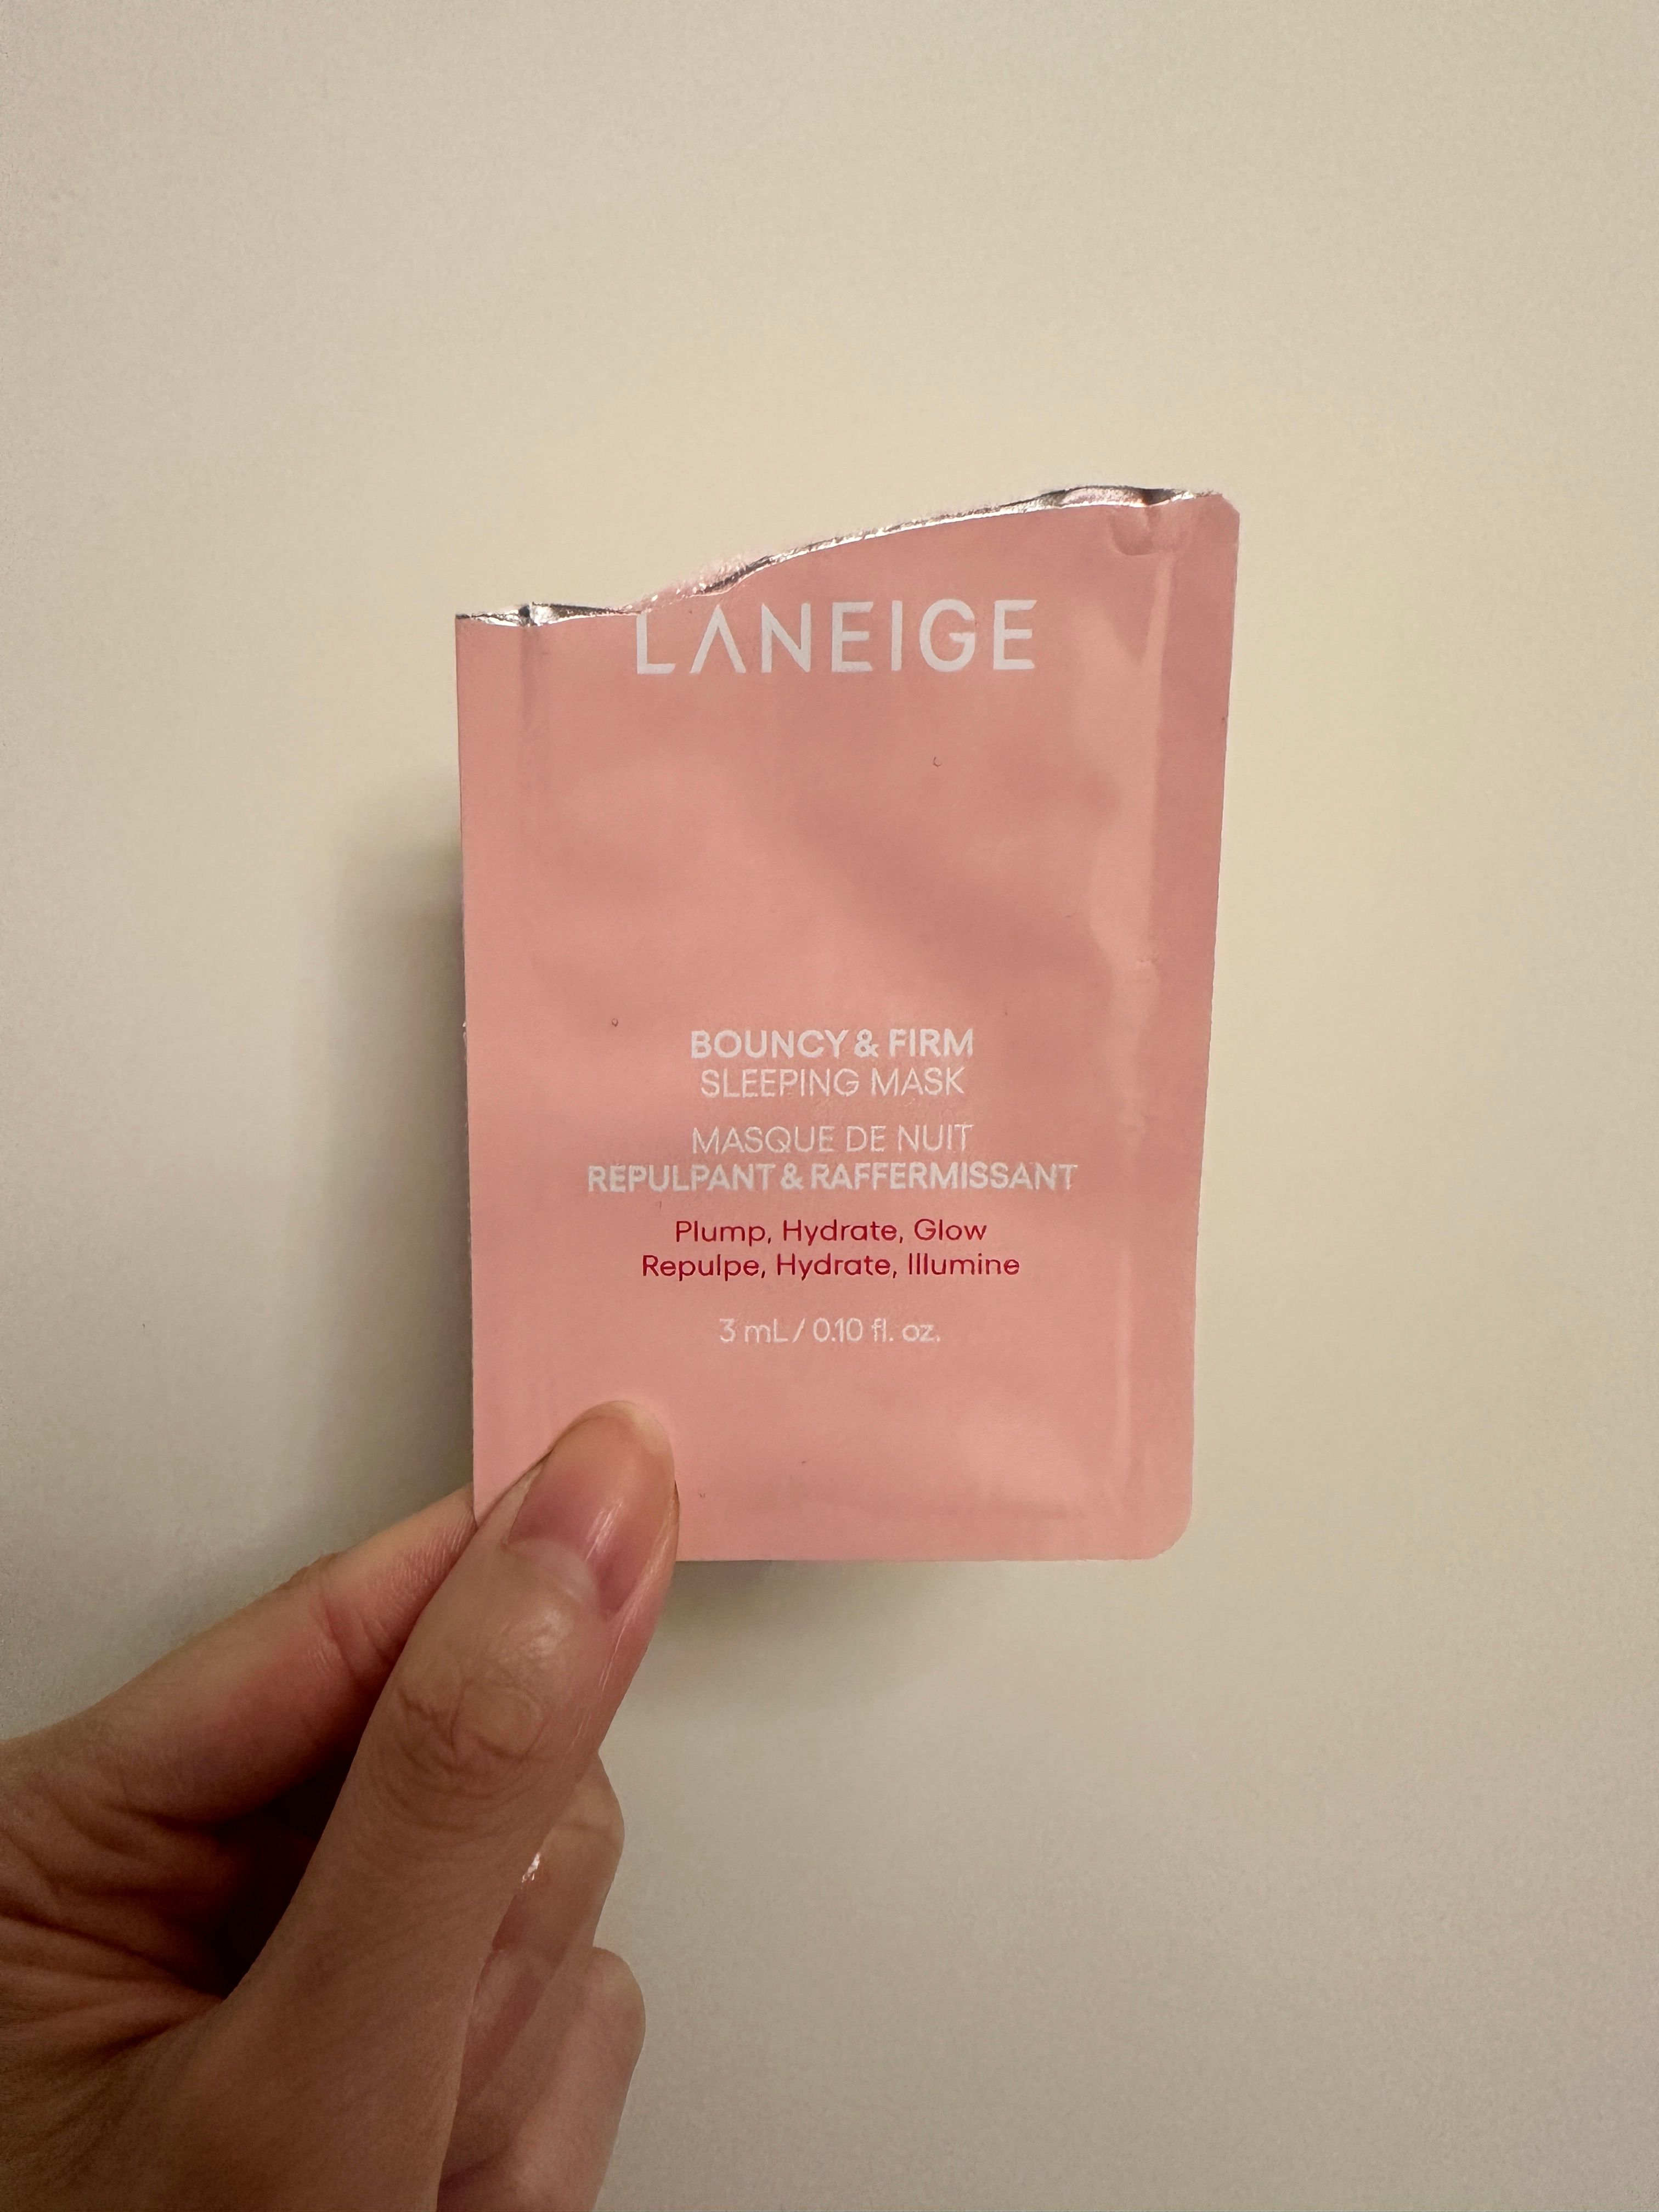 LANEIGE
BOUNCY & FIRM
SLEEPING MASK
MASQUE DE NUIT
REPULPANT & RAFFERMISSANT
Plump, Hydrate, Glow
Repulpe, Hydrate, Illumine
3 mL / 0.10 fl. oz.